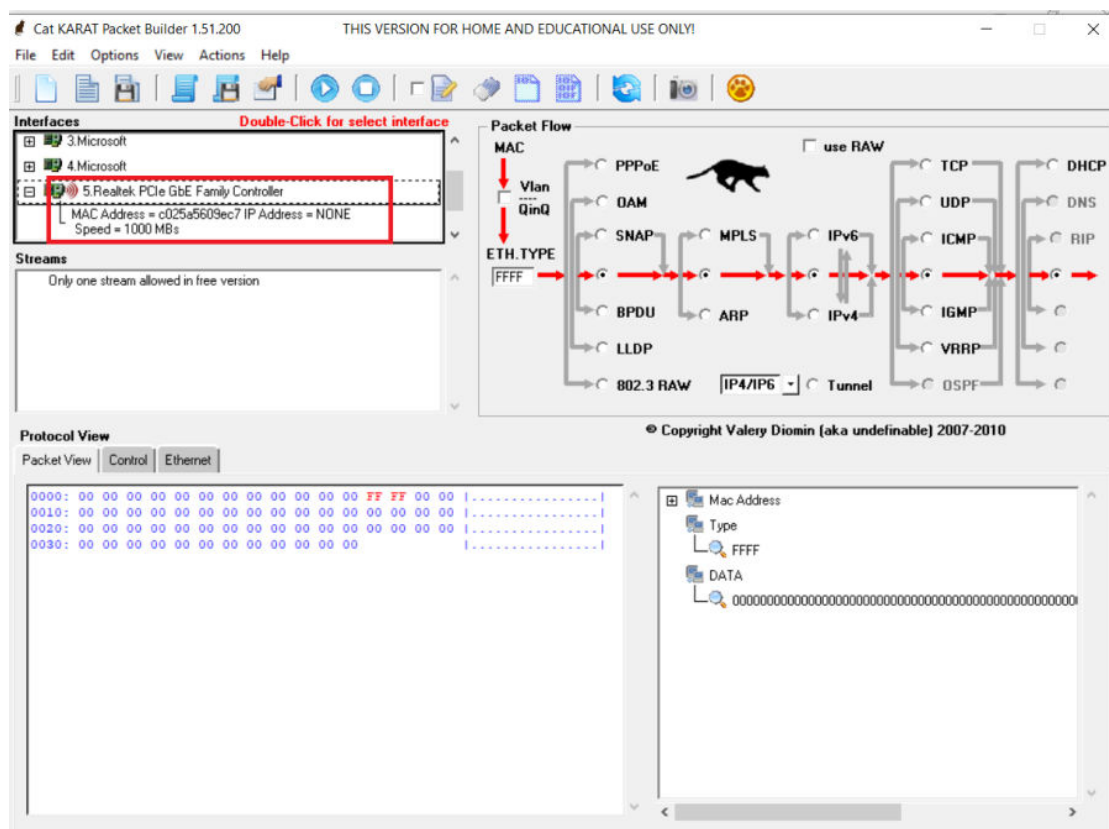 Cat KARAT Packet Builder 1.51.200 THIS VERSION FOR HOME AND EDUCATIONAL USE ONLY!
File Edit Options View Actions Help
Interfaces Double-Click for select interface
3.Microsoft
4.Microsoft
5.Realtek PCIe GbE Family Controller
MAC Address = c025a5609ec7 IP Address = NONE
Speed = 1000 MBs
Streams
Only one stream allowed in free version
Packet Flow
MAC
use RAW
Vlan
----
QinQ
ETH.TYPE
FFFF
PPPoE
OAM
SNAP
BPDU
LLDP
802.3 RAW
MPLS
ARP
IP4/IP6
IPv6
IPv4
Tunnel
TCP
UDP
ICMP
IGMP
VRRP
OSPF
DHCP
DNS
RIP
© Copyright Valery Diomin (aka undefinable) 2007-2010
Protocol View
Packet View Control Ethernet
0000: 00 00 00 00 00 00 00 00 00 00 00 00 FF FF 00 00 |................|
0010: 00 00 00 00 00 00 00 00 00 00 00 00 00 00 00 00 |................|
0020: 00 00 00 00 00 00 00 00 00 00 00 00 00 00 00 00 |................|
0030: 00 00 00 00 00 00 00 00 00 00 00 00 |................|
Mac Address
Type
FFFF
DATA